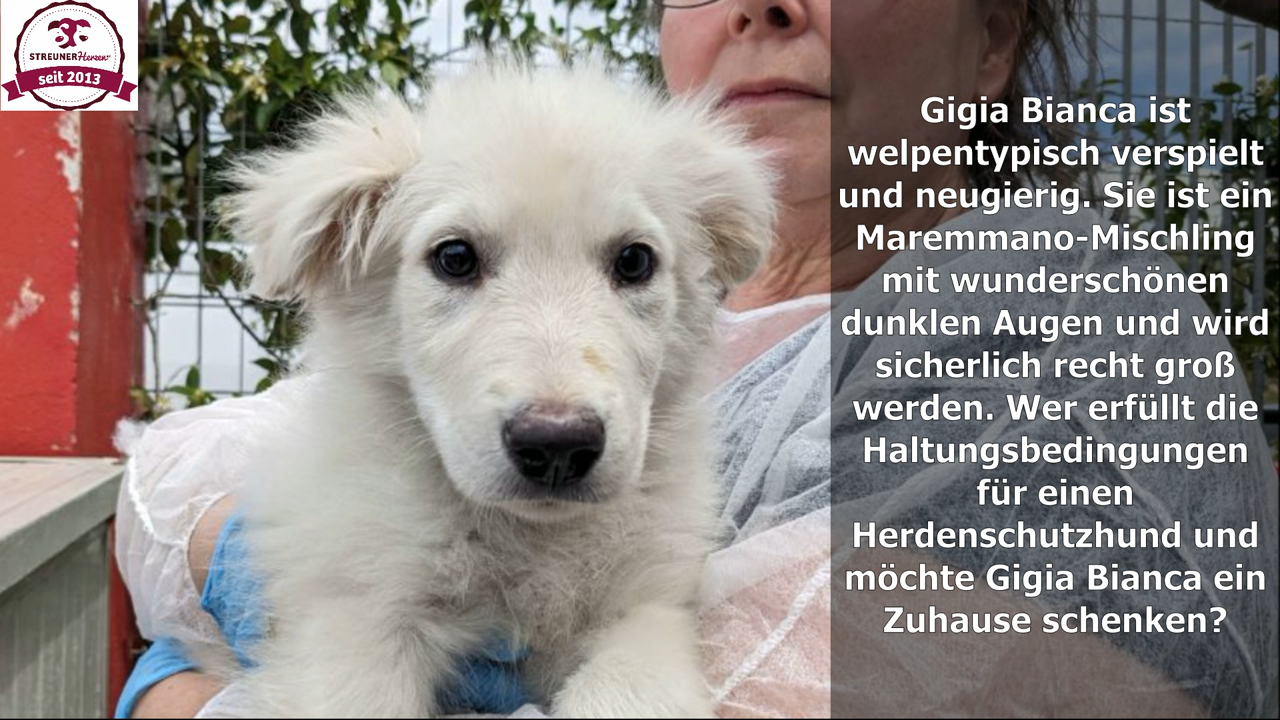 STREUNERHerzen
seit 2013
Gigia Bianca ist
welpentypisch verspielt
und neugierig. Sie ist ein
Maremmano-Mischling
mit wunderschönen
dunklen Augen und wird
sicherlich recht groß
werden. Wer erfüllt die
Haltungsbedingungen
für einen
Herdenschutzhund und
möchte Gigia Bianca ein
Zuhause schenken?